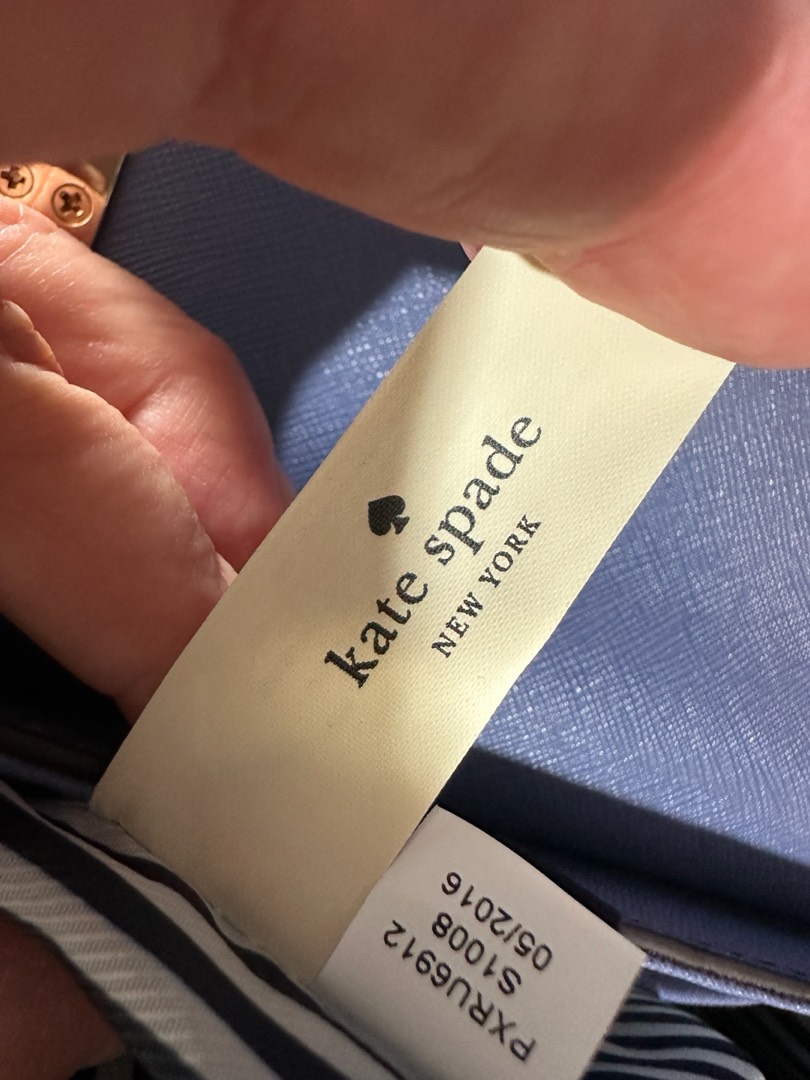 kate spade
NEW YORK
PXRU6912
S1008
05/2016